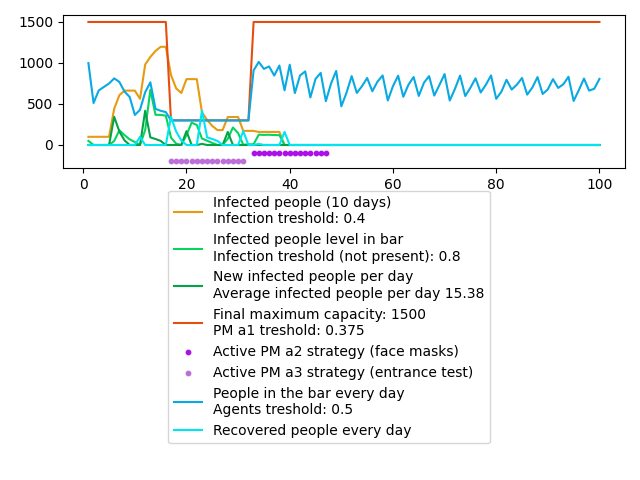 1500
1000
500
0
0
20
40
60
80
100
Infected people (10 days)
Infection treshold: 0.4
Infected people level in bar
Infection treshold (not present): 0.8
New infected people per day
Average infected people per day 15.38
Final maximum capacity: 1500
PM a1 treshold: 0.375
Active PM a2 strategy (face masks)
Active PM a3 strategy (entrance test)
People in the bar every day
Agents treshold: 0.5
Recovered people every day